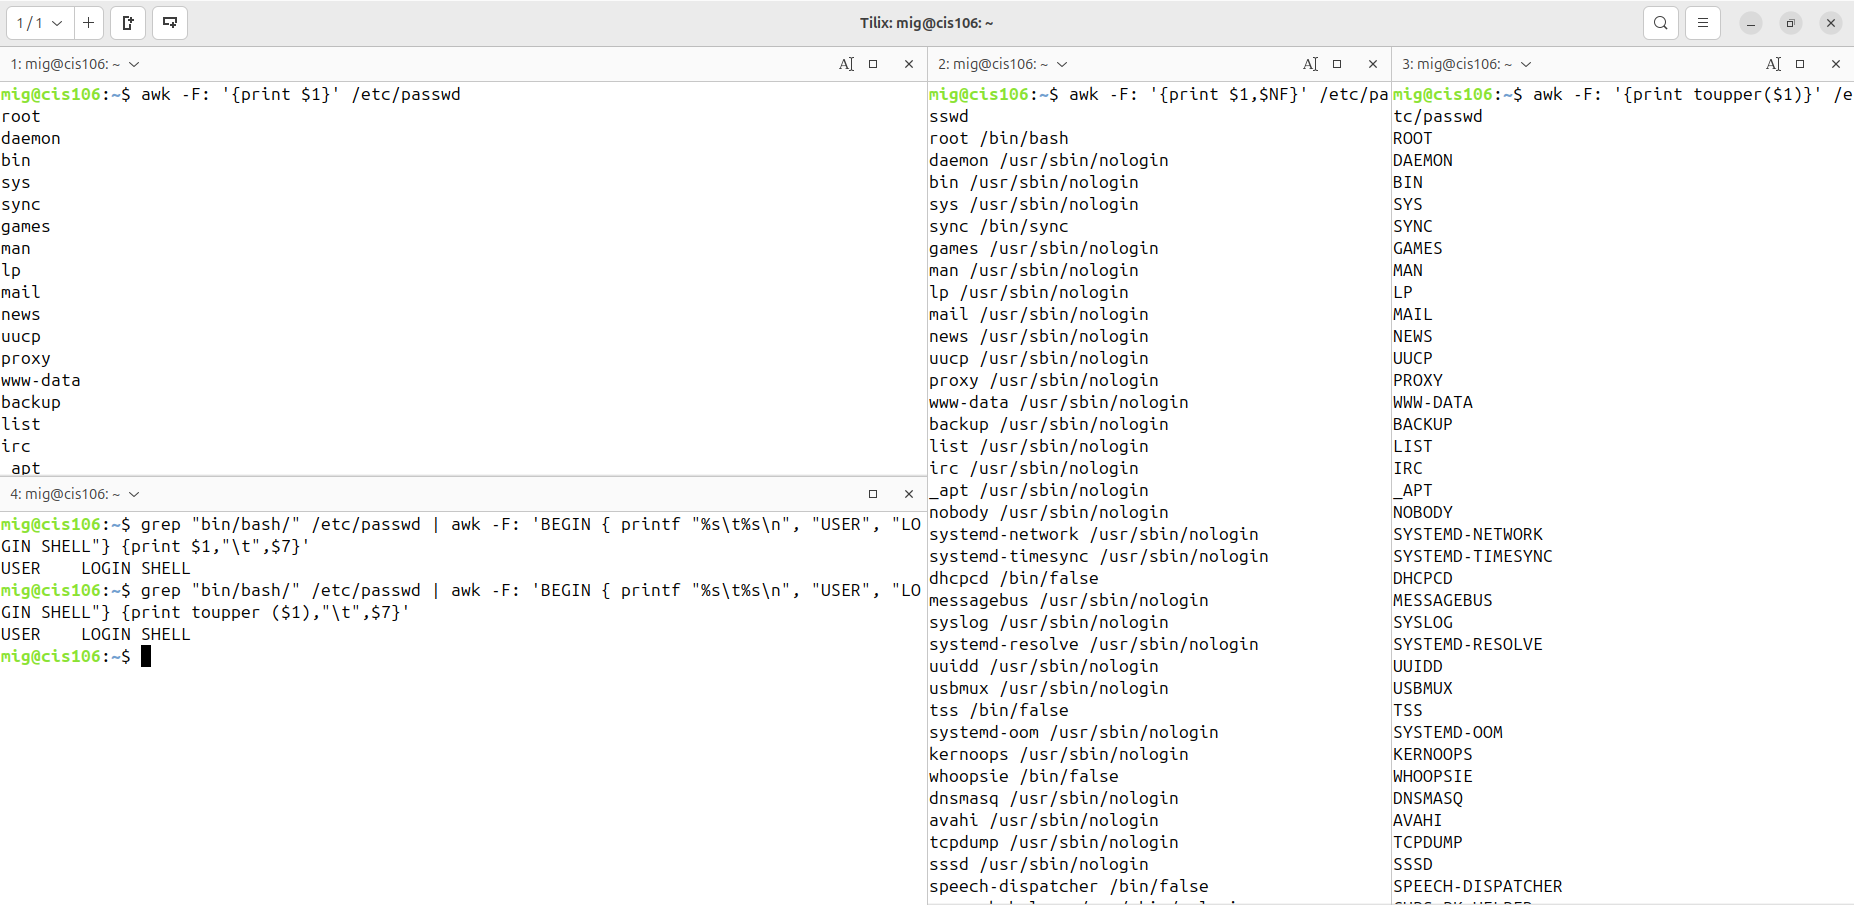 1 / 1
Tilix: mig@cis106: ~
1: mig@cis106: ~
mig@cis106:~$ awk -F: '{print $1}' /etc/passwd
root
daemon
bin
sys
sync
games
man
lp
mail
news
uucp
proxy
www-data
backup
list
irc
_apt
4: mig@cis106: ~
mig@cis106:~$ grep "bin/bash/" /etc/passwd | awk -F: 'BEGIN { printf "%s\t%s\n", "USER", "LO
GIN SHELL"} {print $1,"\t",$7}'
USER    LOGIN SHELL
mig@cis106:~$ grep "bin/bash/" /etc/passwd | awk -F: 'BEGIN { printf "%s\t%s\n", "USER", "LO
GIN SHELL"} {print toupper ($1),"\t",$7}'
USER    LOGIN SHELL
mig@cis106:~$
2: mig@cis106: ~
mig@cis106:~$ awk -F: '{print $1,$NF}' /etc/pa
sswd
root /bin/bash
daemon /usr/sbin/nologin
bin /usr/sbin/nologin
sys /usr/sbin/nologin
sync /bin/sync
games /usr/sbin/nologin
man /usr/sbin/nologin
lp /usr/sbin/nologin
mail /usr/sbin/nologin
news /usr/sbin/nologin
uucp /usr/sbin/nologin
proxy /usr/sbin/nologin
www-data /usr/sbin/nologin
backup /usr/sbin/nologin
list /usr/sbin/nologin
irc /usr/sbin/nologin
_apt /usr/sbin/nologin
nobody /usr/sbin/nologin
systemd-network /usr/sbin/nologin
systemd-timesync /usr/sbin/nologin
dhcpcd /bin/false
messagebus /usr/sbin/nologin
syslog /usr/sbin/nologin
systemd-resolve /usr/sbin/nologin
uuidd /usr/sbin/nologin
usbmux /usr/sbin/nologin
tss /bin/false
systemd-oom /usr/sbin/nologin
kernoops /usr/sbin/nologin
whoopsie /bin/false
dnsmasq /usr/sbin/nologin
avahi /usr/sbin/nologin
tcpdump /usr/sbin/nologin
sssd /usr/sbin/nologin
speech-dispatcher /bin/false
3: mig@cis106: ~
mig@cis106:~$ awk -F: '{print toupper($1)}' /e
tc/passwd
ROOT
DAEMON
BIN
SYS
SYNC
GAMES
MAN
LP
MAIL
NEWS
UUCP
PROXY
WWW-DATA
BACKUP
LIST
IRC
_APT
NOBODY
SYSTEMD-NETWORK
SYSTEMD-TIMESYNC
DHCPCD
MESSAGEBUS
SYSLOG
SYSTEMD-RESOLVE
UUIDD
USBMUX
TSS
SYSTEMD-OOM
KERNOOPS
WHOOPSIE
DNSMASQ
AVAHI
TCPDUMP
SSSD
SPEECH-DISPATCHER